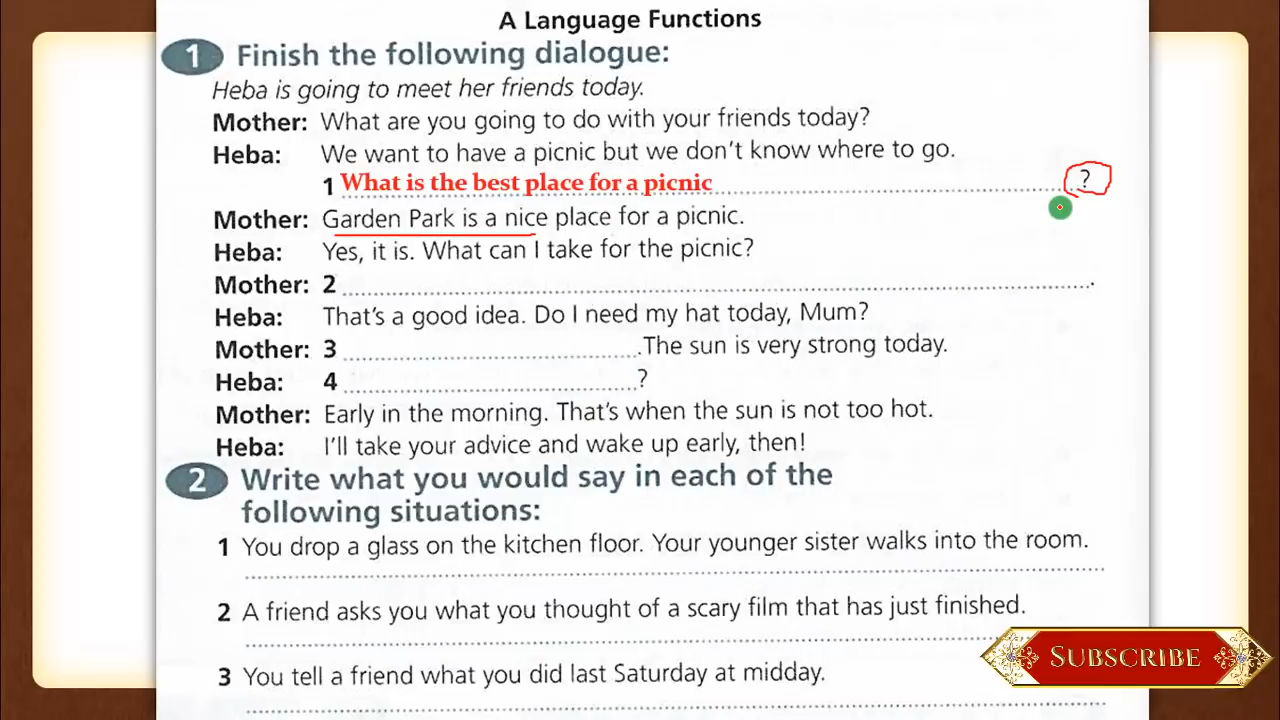 A Language Functions
1 Finish the following dialogue:
Heba is going to meet her friends today.
Mother: What are you going to do with your friends today?
Heba: We want to have a picnic but we don't know where to go.
1 What is the best place for a picnic ?
Mother: Garden Park is a nice place for a picnic.
Heba: Yes, it is. What can I take for the picnic?
Mother: 2 .
Heba: That's a good idea. Do I need my hat today, Mum?
Mother: 3 .The sun is very strong today.
Heba: 4 ?
Mother: Early in the morning. That's when the sun is not too hot.
Heba: I'll take your advice and wake up early, then!
2 Write what you would say in each of the
following situations:
1 You drop a glass on the kitchen floor. Your younger sister walks into the room.
2 A friend asks you what you thought of a scary film that has just finished.
3 You tell a friend what you did last Saturday at midday.
SUBSCRIBE